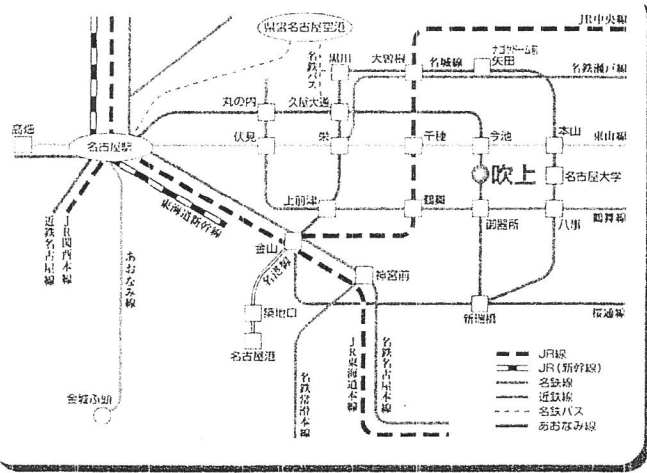 JR中央線
県営名古屋空港
ナゴヤドーム前
矢田
大曽根
名城線
黒川
名鉄瀬戸線
名鉄バス
丸の内
久屋大通
高畑
名古屋駅
伏見
栄
千種
今池
本山
東山線
吹上
名古屋大学
東海道新幹線
上前津
鶴舞
御器所
八事
鶴舞線
近鉄名古屋線
JR関西本線
あおなみ線
金山
名港線
神宮前
築地口
新瑞橋
桜通線
名古屋港
金城ふ頭
名鉄常滑本線
JR東海道本線
名鉄名古屋本線
JR線
JR(新幹線)
名鉄線
近鉄線
名鉄バス
あおなみ線